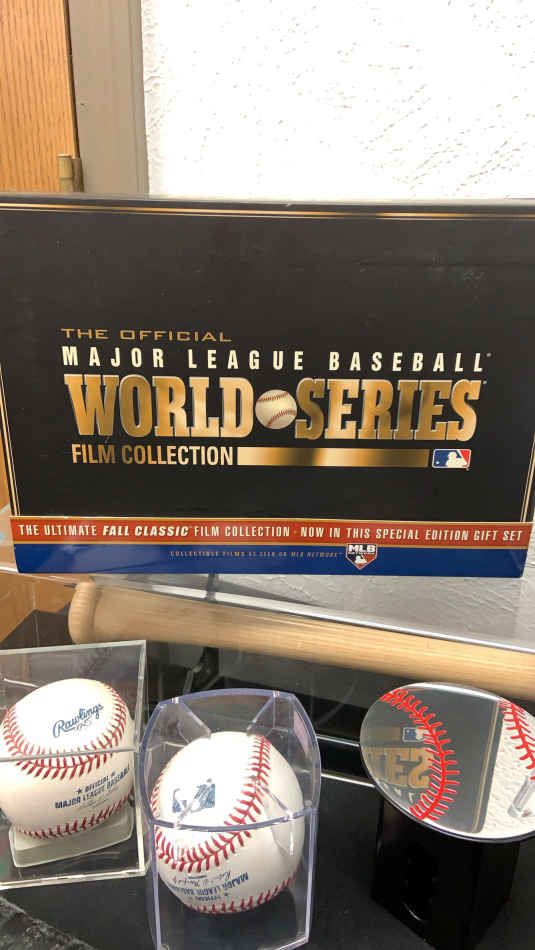 THE OFFICIAL
MAJOR LEAGUE BASEBALL
WORLD SERIES
FILM COLLECTION
THE ULTIMATE FALL CLASSIC FILM COLLECTION - NOW IN THIS SPECIAL EDITION GIFT SET
COLLECTIBLE FILMS AS SEEN ON MLB NETWORK
MLB
Rawlings
OFFICIAL
MAJOR LEAGUE BASEBALL
MAJOR
LEAGUE